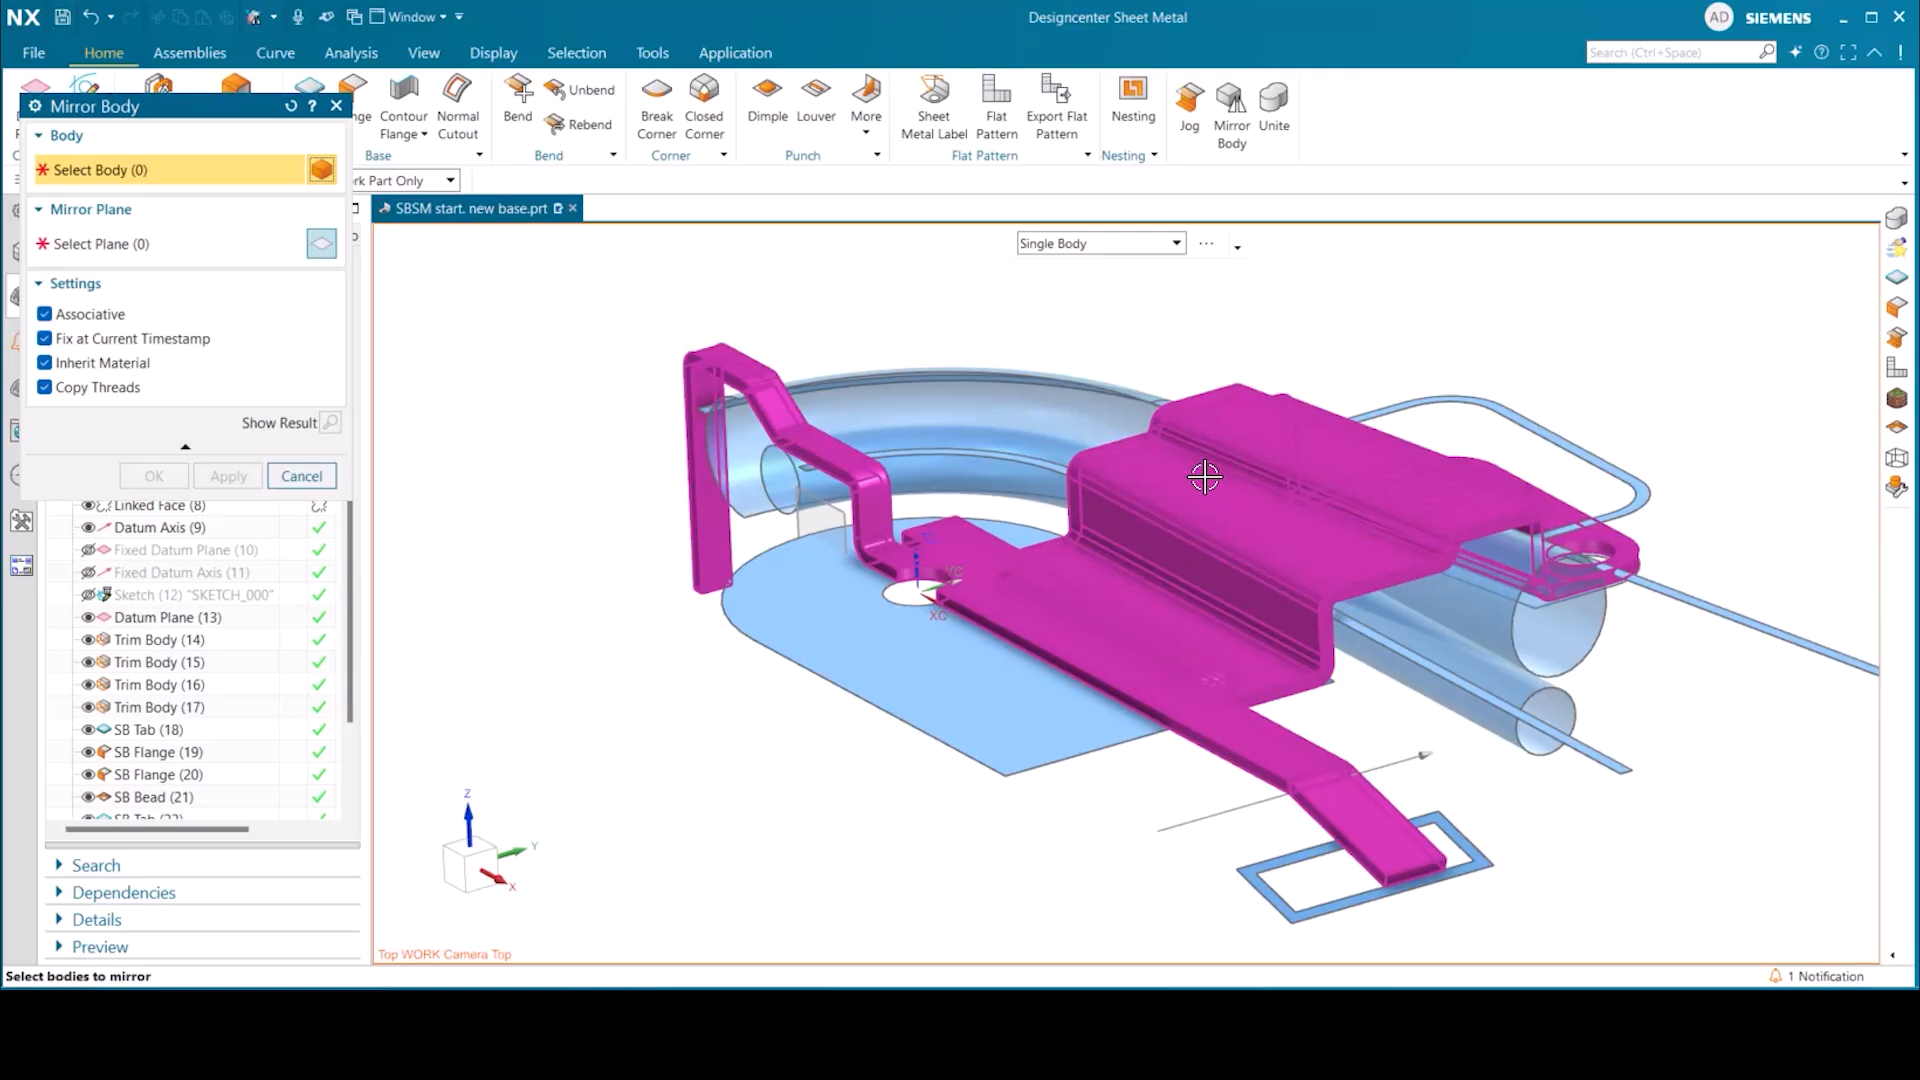 NX
Window
Designcenter Sheet Metal
AD
SIEMENS
File
Home
Assemblies
Curve
Analysis
View
Display
Selection
Tools
Application
Search (Ctrl+Space)
Contour Flange
Normal Cutout
Base
Bend
Unbend
Rebend
Bend
Break Corner
Closed Corner
Corner
Dimple
Louver
More
Punch
Sheet Metal Label
Flat Pattern
Export Flat Pattern
Flat Pattern
Nesting
Nesting
Jog
Mirror Body
Unite
Mirror Body
Body
Select Body (0)
Mirror Plane
Select Plane (0)
Settings
Associative
Fix at Current Timestamp
Inherit Material
Copy Threads
Show Result
OK
Apply
Cancel
rk Part Only
SBSM start. new base.prt
Single Body
Linked Face (8)
Datum Axis (9)
Fixed Datum Plane (10)
Fixed Datum Axis (11)
Sketch (12) "SKETCH_000"
Datum Plane (13)
Trim Body (14)
Trim Body (15)
Trim Body (16)
Trim Body (17)
SB Tab (18)
SB Flange (19)
SB Flange (20)
SB Bead (21)
SB Tab (22)
Search
Dependencies
Details
Preview
YC
XC
Z
Y
X
Top WORK Camera Top
Select bodies to mirror
1 Notification